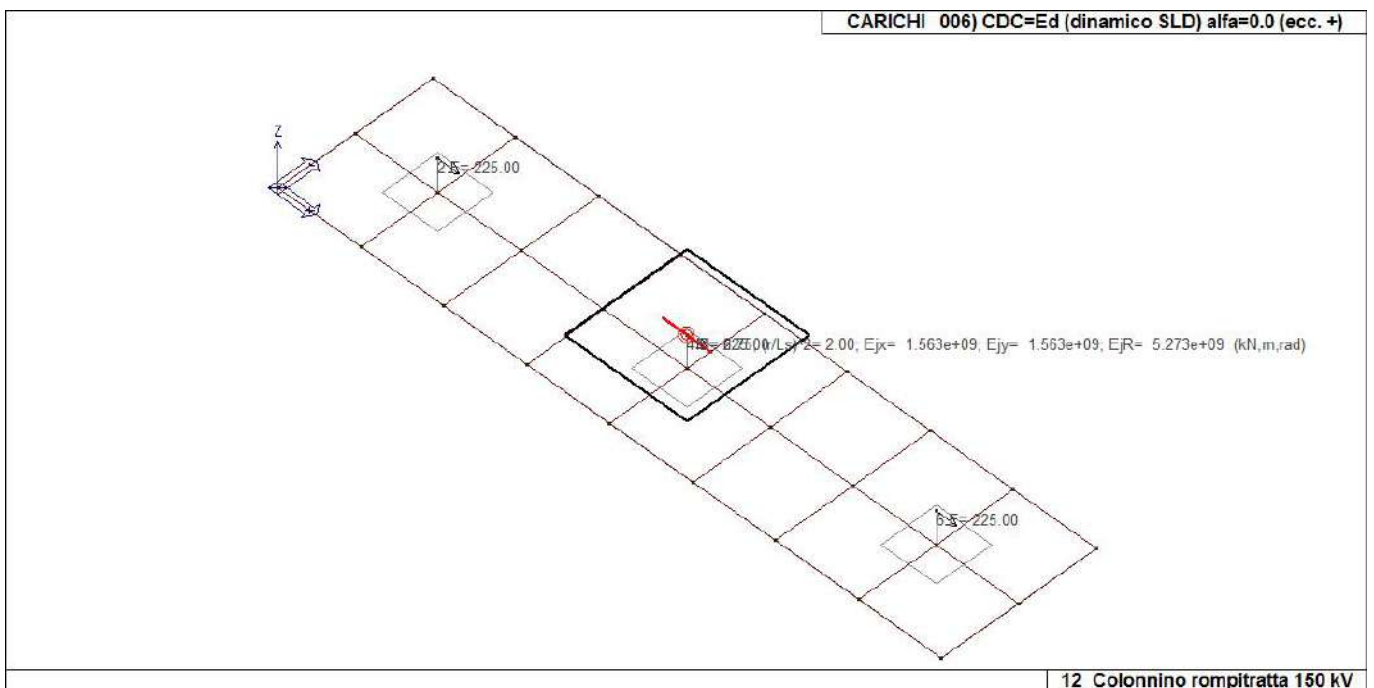 CARICHI 006) CDC=Ed (dinamico SLD) alfa=0.0 (ecc. +)
Z
225.00
2.00; Ejx= 1.563e+09; Ejy= 1.563e+09; EjR= 5.273e+09 (kN,m,rad)
225.00
12 Colonnino rompitratta 150 kV